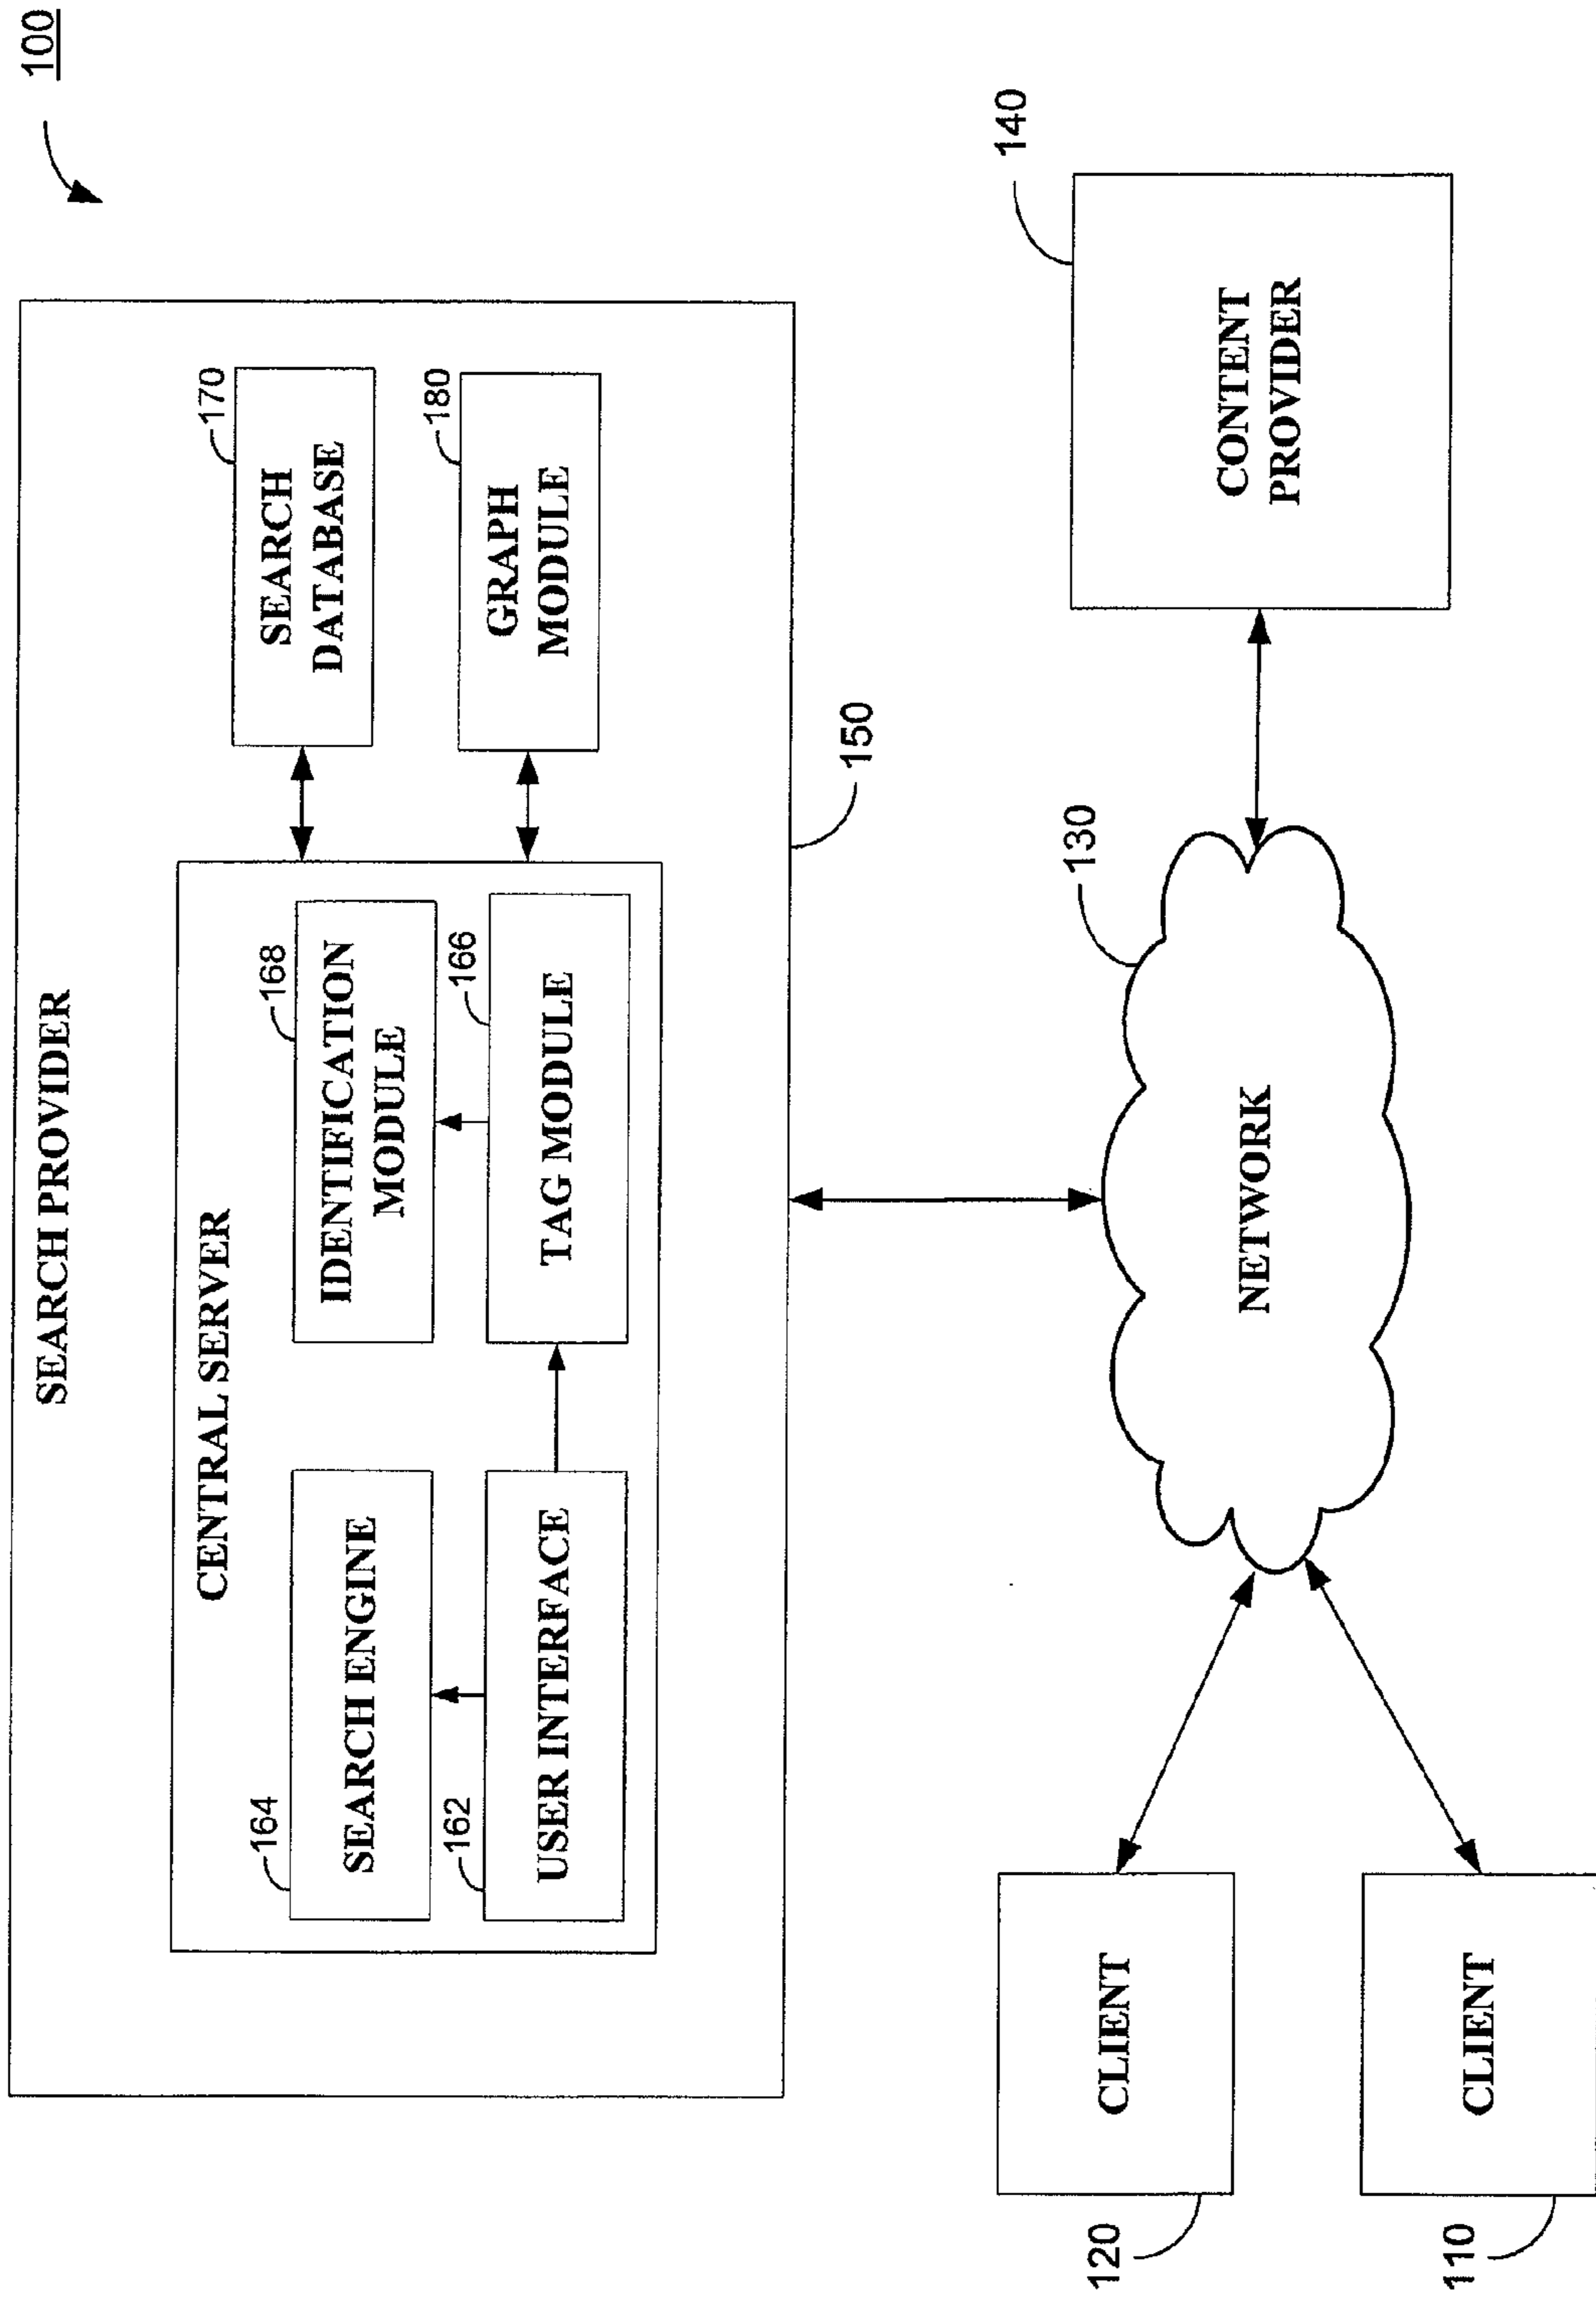 100
SEARCH PROVIDER
CENTRAL SERVER
164
SEARCH ENGINE
168
IDENTIFICATION
MODULE
170
SEARCH
DATABASE
162
USER INTERFACE
166
TAG MODULE
180
GRAPH
MODULE
150
120
CLIENT
130
NETWORK
140
CONTENT
PROVIDER
110
CLIENT